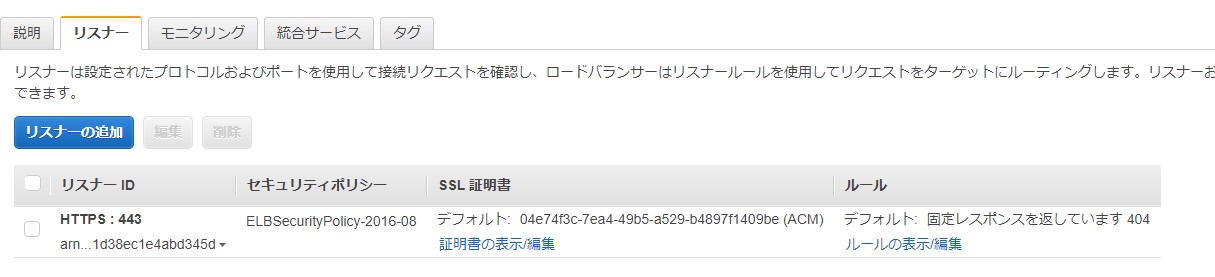 説明 リスナー モニタリング 統合サービス タグ
リスナーは設定されたプロトコルおよびポートを使用して接続リクエストを確認し、ロードバランサーはリスナールールを使用してリクエストをターゲットにルーティングします。リスナーお
できます。
リスナーの追加 編集 削除
リスナー ID セキュリティポリシー SSL 証明書 ルール
HTTPS : 443 ELBSecurityPolicy-2016-08 デフォルト: 04e74f3c-7ea4-49b5-a529-b4897f1409be (ACM) デフォルト: 固定レスポンスを返しています 404
arn...1d38ec1e4abd345d 証明書の表示/編集 ルールの表示/編集